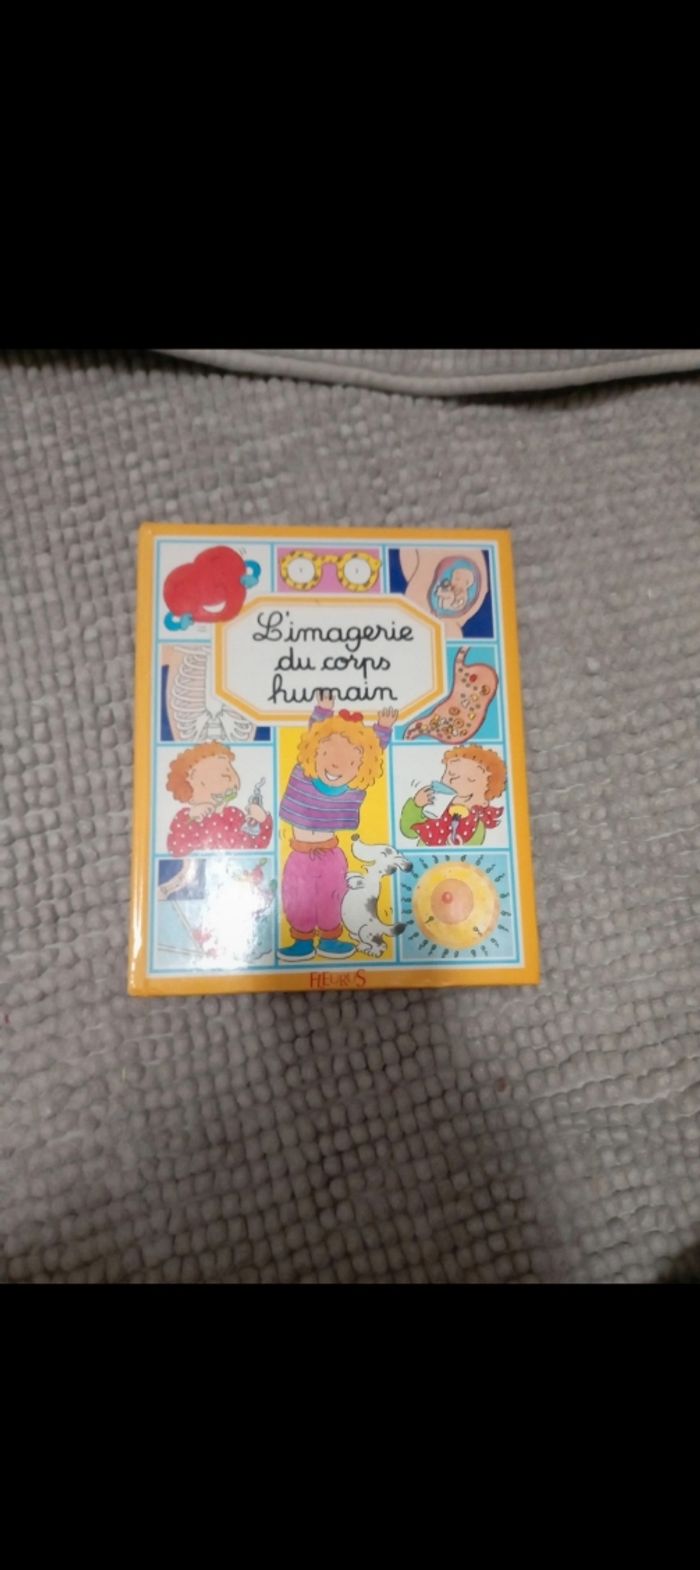 L'imagerie
du corps
humain
FLEURUS